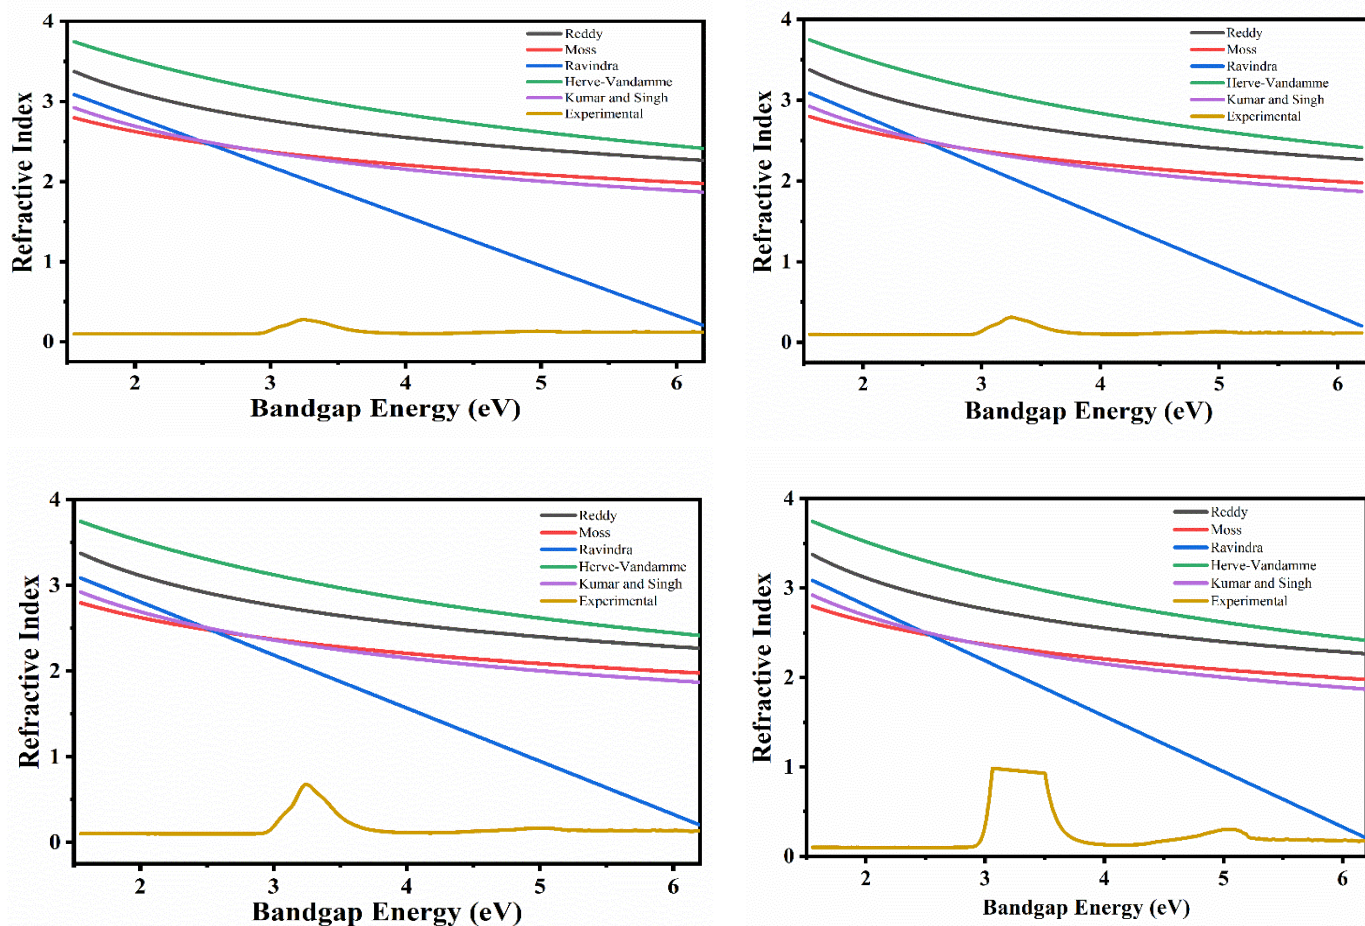 4
3
2
1
0
Refractive Index
Reddy
Moss
Ravindra
Herve-Vandamme
Kumar and Singh
Experimental
2 3 4 5 6
Bandgap Energy (eV)
4
3
2
1
0
Refractive Index
Reddy
Moss
Ravindra
Herve-Vandamme
Kumar and Singh
Experimental
2 3 4 5 6
Bandgap Energy (eV)
4
3
2
1
0
Refractive Index
Reddy
Moss
Ravindra
Herve-Vandamme
Kumar and Singh
Experimental
2 3 4 5 6
Bandgap Energy (eV)
4
3
2
1
0
Refractive Index
Reddy
Moss
Ravindra
Herve-Vandamme
Kumar and Singh
Experimental
2 3 4 5 6
Bandgap Energy (eV)